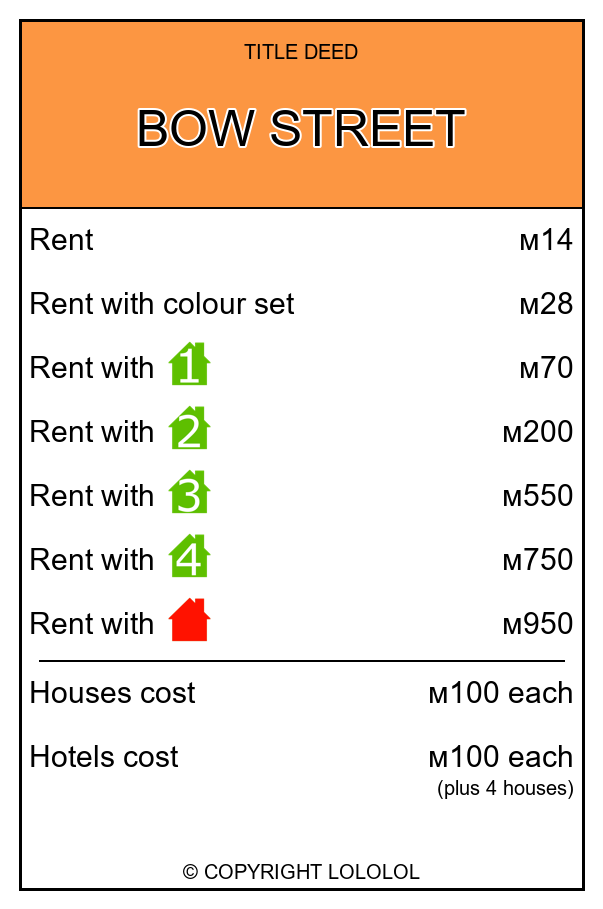 TITLE DEED
BOW STREET
Rent м14
Rent with colour set м28
Rent with 1 м70
Rent with 2 м200
Rent with 3 м550
Rent with 4 м750
Rent with м950
Houses cost м100 each
Hotels cost м100 each
(plus 4 houses)
© COPYRIGHT LOLOLOL